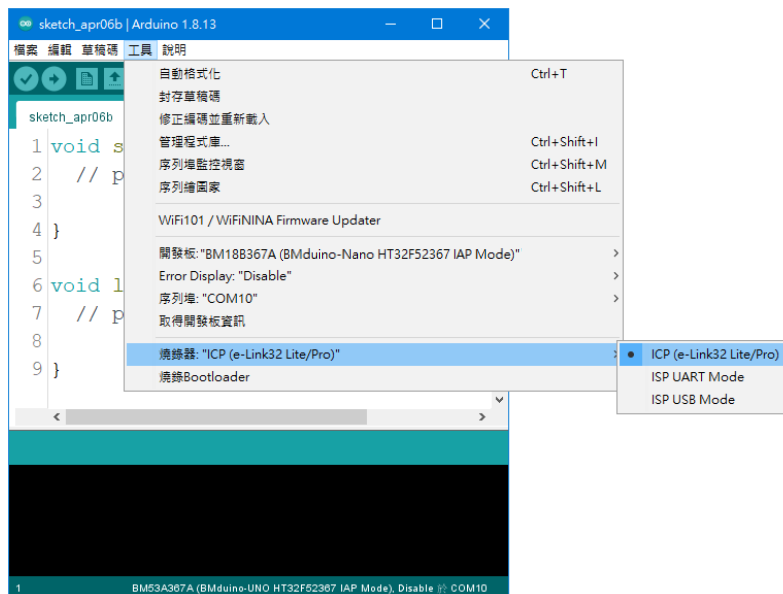 sketch_apr06b | Arduino 1.8.13
檔案 編輯 草稿碼 工具 說明
sketch_apr06b
自動格式化 Ctrl+T
封存草稿碼
修正編碼並重新載入
管理程式庫... Ctrl+Shift+I
序列埠監控視窗 Ctrl+Shift+M
序列繪圖家 Ctrl+Shift+L
WiFi101 / WiFiNINA Firmware Updater
開發板: "BM18B367A (BMduino-Nano HT32F52367 IAP Mode)"
Error Display: "Disable"
序列埠: "COM10"
取得開發板資訊
燒錄器: "ICP (e-Link32 Lite/Pro)"
燒錄Bootloader
ICP (e-Link32 Lite/Pro)
ISP UART Mode
ISP USB Mode
1 void s
2 // p
3
4 }
5
6 void l
7 // p
8
9 }
1 BM53A367A (BMduino-UNO HT32F52367 IAP Mode), Disable 於 COM10